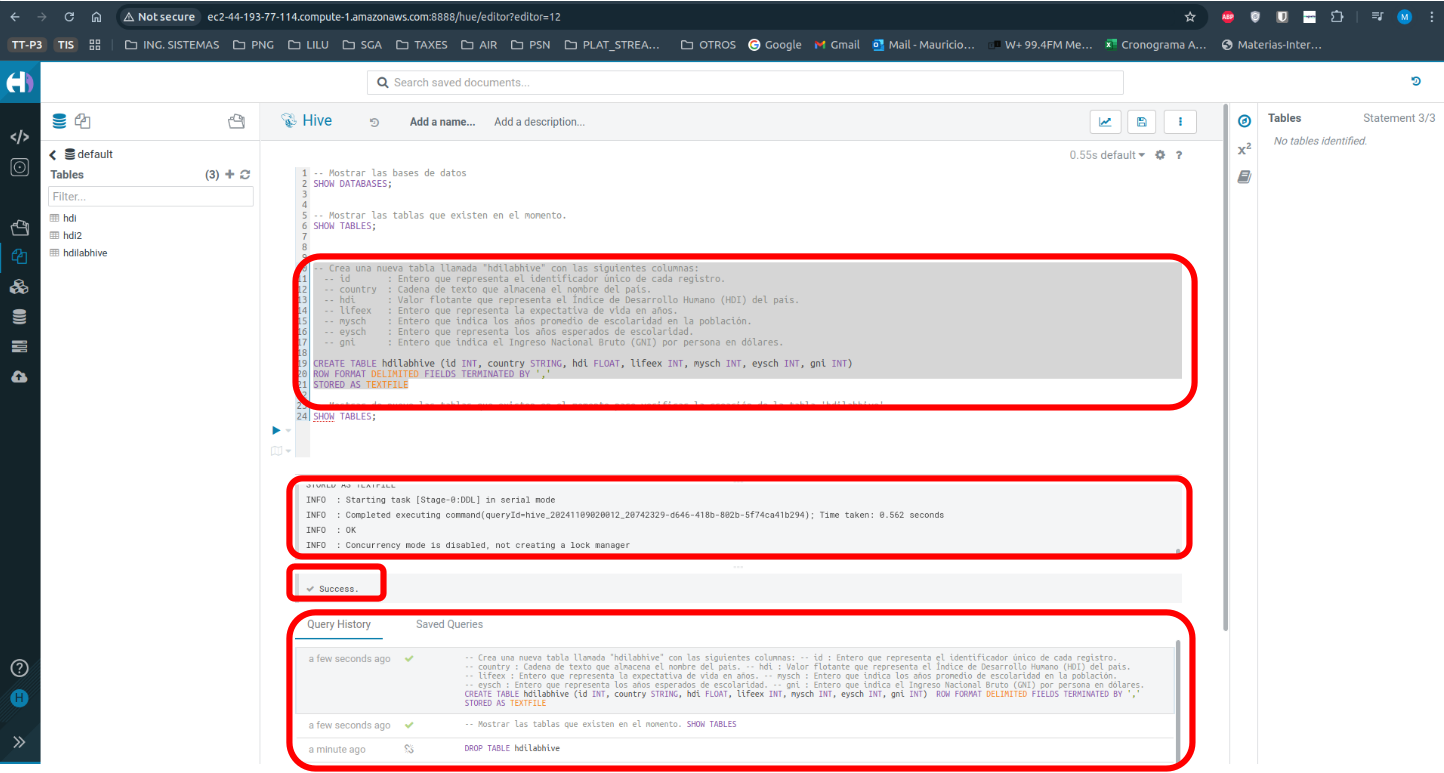 Not secure
ec2-44-193-77-114.compute-1.amazonaws.com:8888/hue/editor?editor=12
ABP
M
TT-P3
TIS
ING. SISTEMAS
PNG
LILU
SGA
TAXES
AIR
PSN
PLAT_STREA...
OTROS
Google
Gmail
Mail - Mauricio...
W+ 99.4FM Me...
Cronograma A...
Materias-Inter...
Search saved documents...
Hive
Add a name...
Add a description...
Tables
Statement 3/3
No tables identified.
default
Tables
(3)
Filter...
hdi
hdi2
hdilabhive
0.55s default
?
1 -- Mostrar las bases de datos
2 SHOW DATABASES;
3
4
5 -- Mostrar las tablas que existen en el momento.
6 SHOW TABLES;
7
8
9
10 -- Crea una nueva tabla llamada "hdilabhive" con las siguientes columnas:
11 -- id : Entero que representa el identificador único de cada registro.
12 -- country : Cadena de texto que almacena el nombre del país.
13 -- hdi : Valor flotante que representa el Índice de Desarrollo Humano (HDI) del país.
14 -- lifeex : Entero que representa la expectativa de vida en años.
15 -- mysch : Entero que indica los años promedio de escolaridad en la población.
16 -- eysch : Entero que representa los años esperados de escolaridad.
17 -- gni : Entero que indica el Ingreso Nacional Bruto (GNI) por persona en dólares.
18
19 CREATE TABLE hdilabhive (id INT, country STRING, hdi FLOAT, lifeex INT, mysch INT, eysch INT, gni INT)
20 ROW FORMAT DELIMITED FIELDS TERMINATED BY ','
21 STORED AS TEXTFILE
22
23
24 SHOW TABLES;
STORED AS TEXTFILE
INFO : Starting task [Stage-0:DDL] in serial mode
INFO : Completed executing command(queryId=hive_20241109020012_20742329-d646-418b-802b-5f74ca41b294); Time taken: 0.562 seconds
INFO : OK
INFO : Concurrency mode is disabled, not creating a lock manager
Success.
Query History
Saved Queries
a few seconds ago
-- Crea una nueva tabla llamada "hdilabhive" con las siguientes columnas: -- id : Entero que representa el identificador único de cada registro.
-- country : Cadena de texto que almacena el nombre del país. -- hdi : Valor flotante que representa el Índice de Desarrollo Humano (HDI) del país.
-- lifeex : Entero que representa la expectativa de vida en años. -- mysch : Entero que indica los años promedio de escolaridad en la población.
-- eysch : Entero que representa los años esperados de escolaridad. -- gni : Entero que indica el Ingreso Nacional Bruto (GNI) por persona en dólares.
CREATE TABLE hdilabhive (id INT, country STRING, hdi FLOAT, lifeex INT, mysch INT, eysch INT, gni INT) ROW FORMAT DELIMITED FIELDS TERMINATED BY ','
STORED AS TEXTFILE
a few seconds ago
-- Mostrar las tablas que existen en el momento. SHOW TABLES
a minute ago
DROP TABLE hdilabhive
H